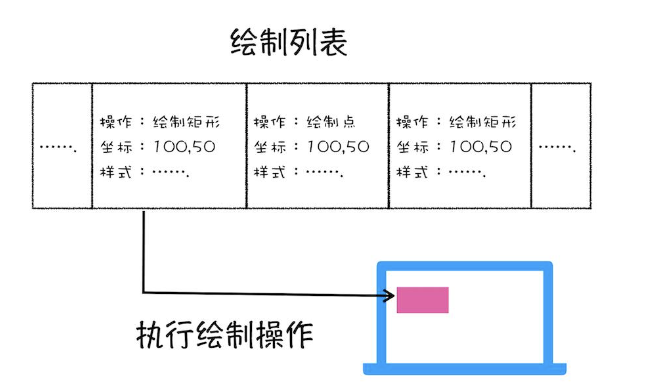 绘制列表
…….
操作：绘制矩形
坐标：100,50
样式：…….
操作：绘制点
坐标：100,50
样式：…….
操作：绘制矩形
坐标：100,50
样式：…….
…….
执行绘制操作